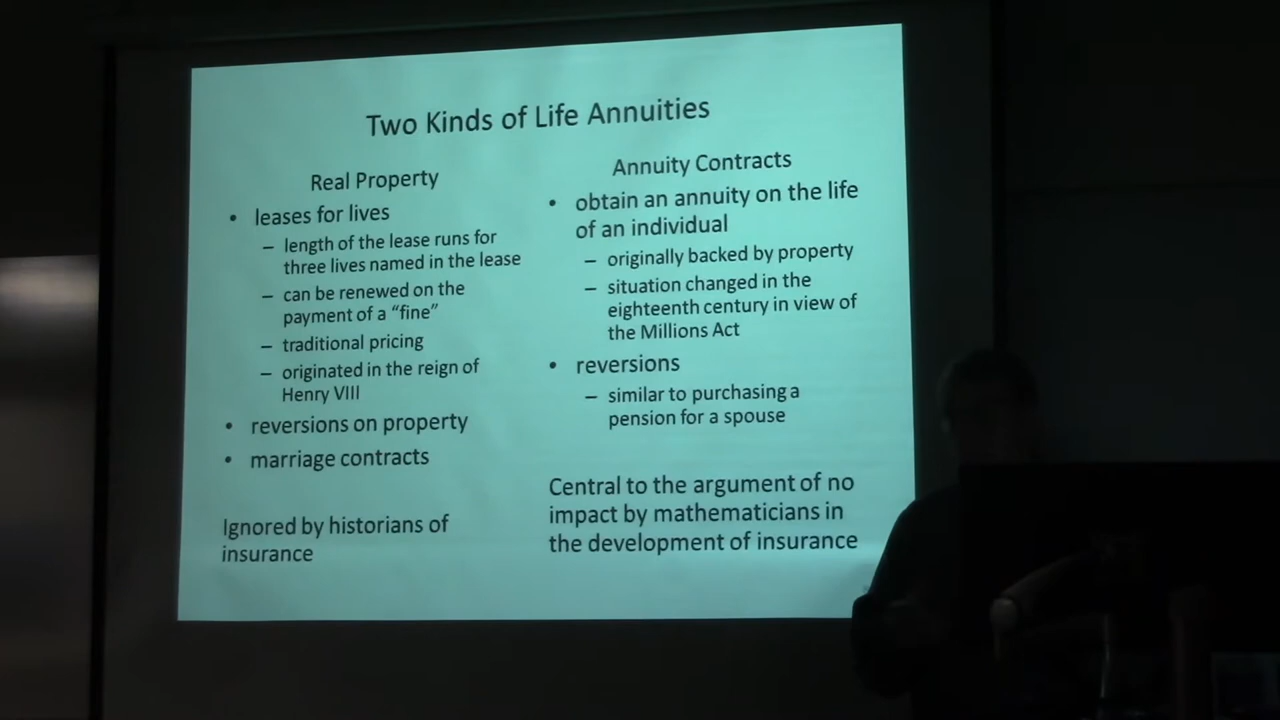 Two Kinds of Life Annuities
Real Property
• leases for lives
– length of the lease runs for
three lives named in the lease
– can be renewed on the
payment of a “fine”
– traditional pricing
– originated in the reign of
Henry VIII
• reversions on property
• marriage contracts
Ignored by historians of
insurance
Annuity Contracts
• obtain an annuity on the life
of an individual
– originally backed by property
– situation changed in the
eighteenth century in view of
the Millions Act
• reversions
– similar to purchasing a
pension for a spouse
Central to the argument of no
impact by mathematicians in
the development of insurance